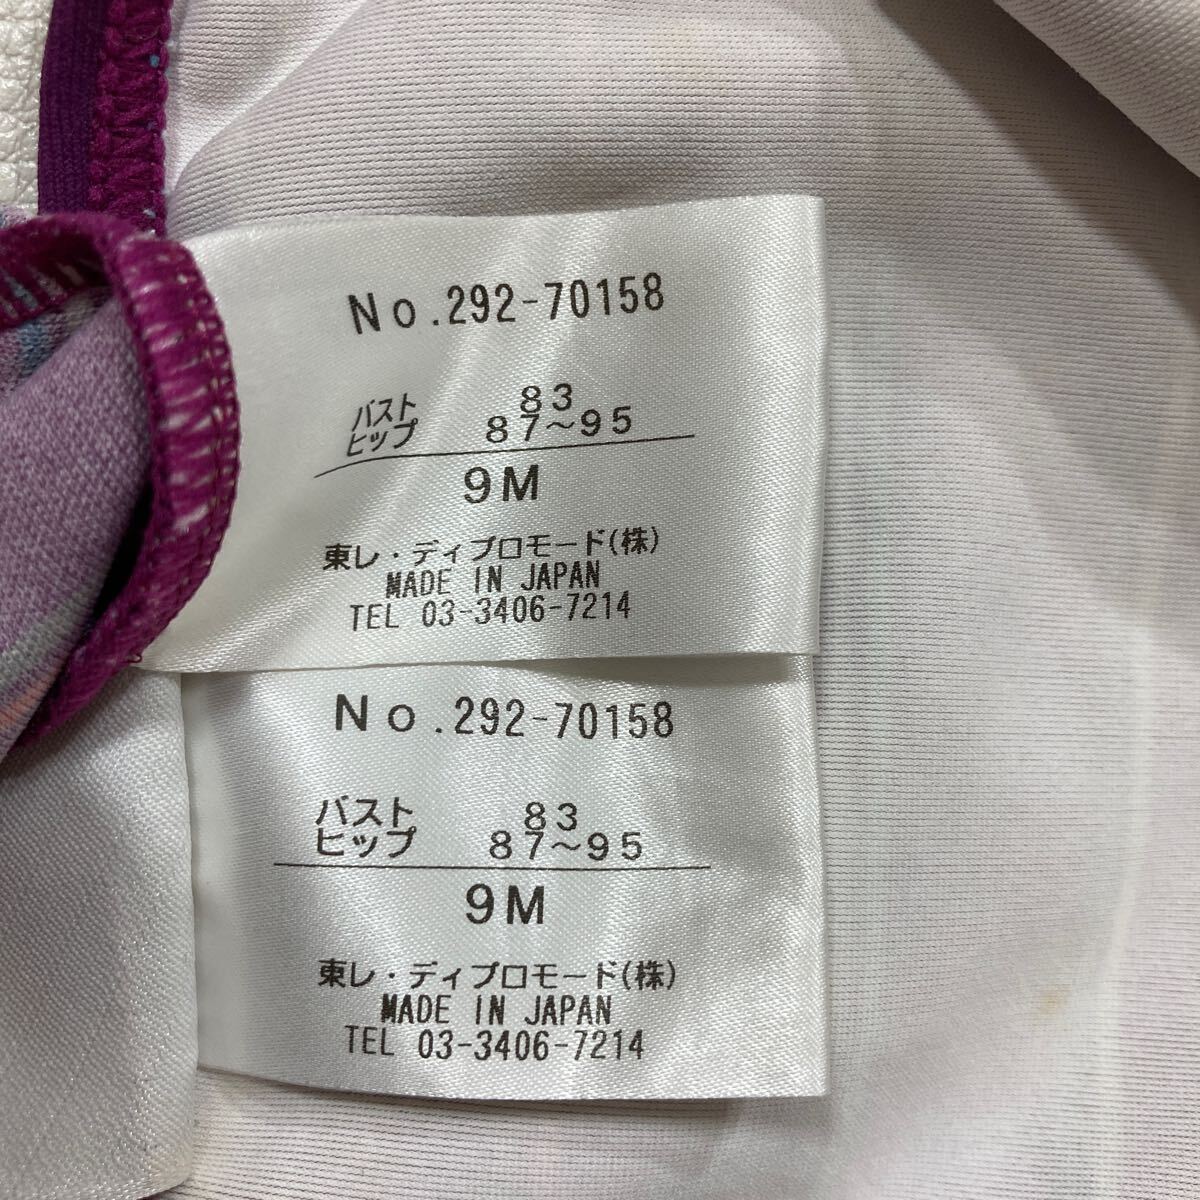 No.292-70158
バスト 83
ヒップ 87～95
9M
東レ・ディプロモード(株)
MADE IN JAPAN
TEL 03-3406-7214
No.292-70158
バスト 83
ヒップ 87～95
9M
東レ・ディプロモード(株)
MADE IN JAPAN
TEL 03-3406-7214